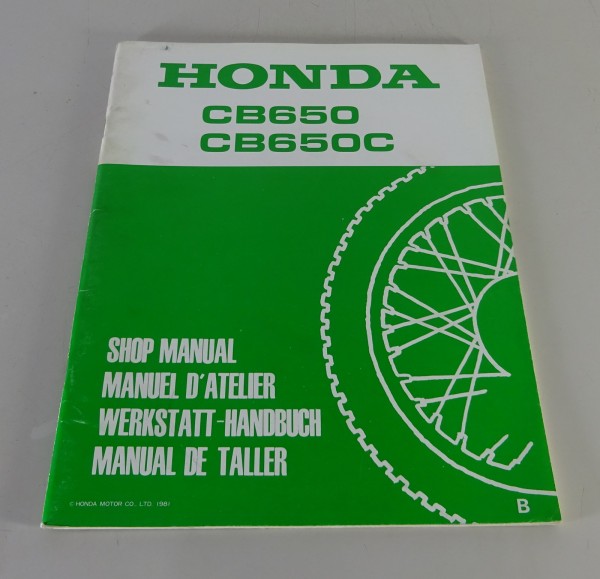 HONDA
CB650
CB650C
SHOP MANUAL
MANUEL D'ATELIER
WERKSTATT-HANDBUCH
MANUAL DE TALLER
© HONDA MOTOR CO., LTD. 1981
B